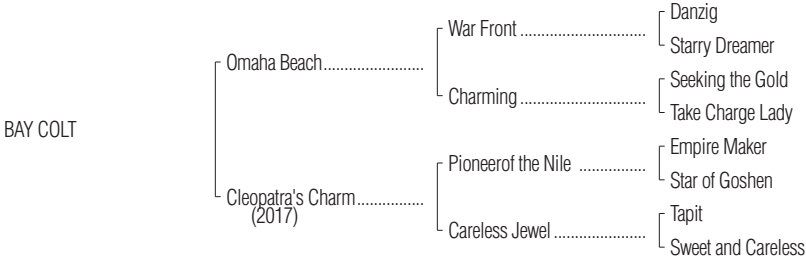 Danzig
War Front ..............................
Starry Dreamer
Omaha Beach........................
Seeking the Gold
Charming ..............................
Take Charge Lady
BAY COLT
Empire Maker
Pioneerof the Nile ................
Star of Goshen
Cleopatra's Charm................
(2017)
Tapit
Careless Jewel ......................
Sweet and Careless